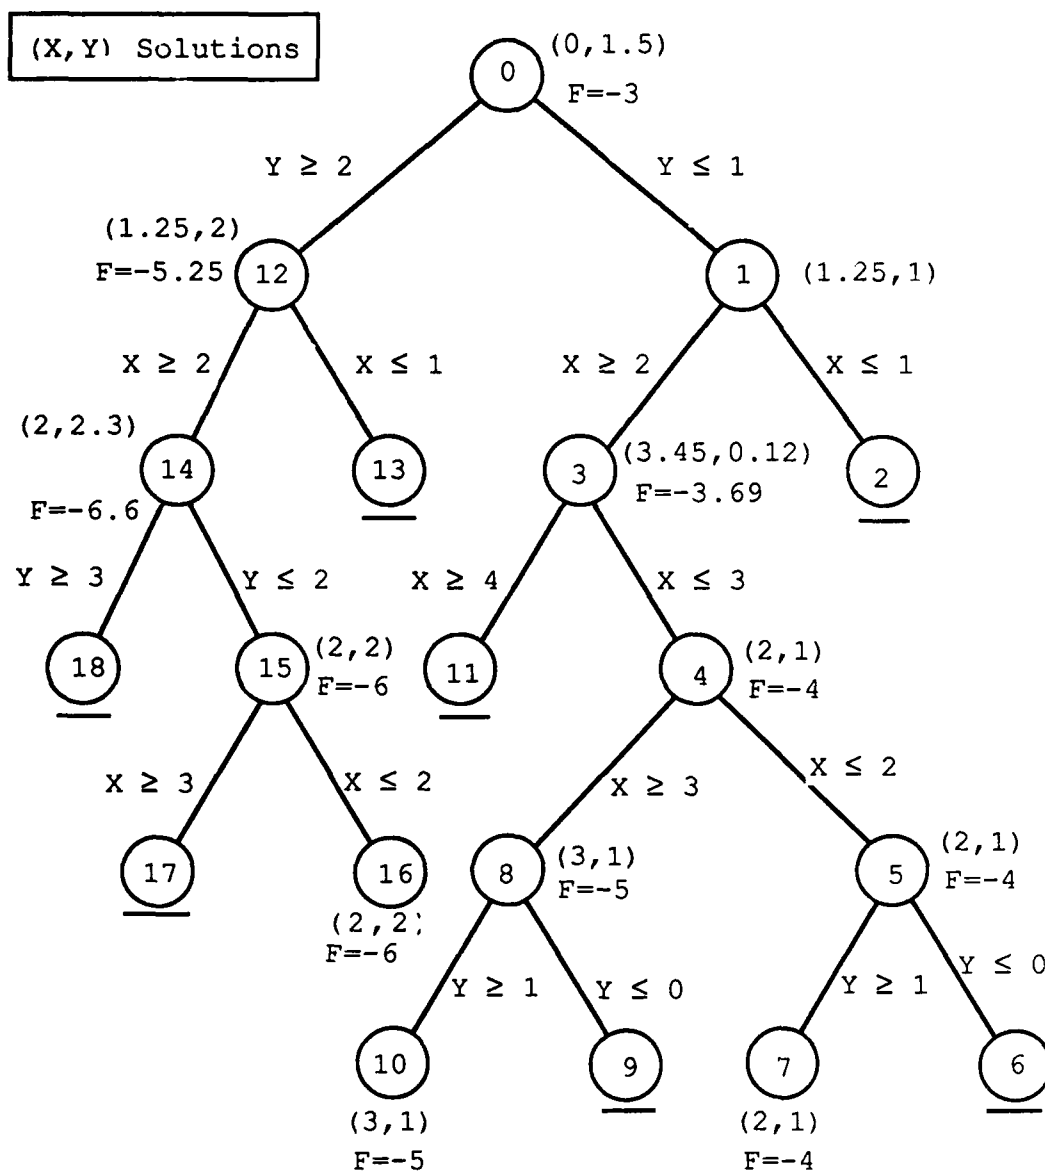 (X,Y) Solutions
(0,1.5)
0
F=-3
Y ≥ 2
Y ≤ 1
(1.25,2)
F=-5.25
12
1
(1.25,1)
X ≥ 2
X ≤ 1
X ≥ 2
X ≤ 1
(2,2.3)
14
F=-6.6
13
3
(3.45,0.12)
F=-3.69
2
Y ≥ 3
Y ≤ 2
X ≥ 4
X ≤ 3
18
15
(2,2)
F=-6
11
4
(2,1)
F=-4
X ≥ 3
X ≤ 2
X ≥ 3
X ≤ 2
17
16
(2,2)
F=-6
8
(3,1)
F=-5
5
(2,1)
F=-4
Y ≥ 1
Y ≤ 0
Y ≥ 1
Y ≤ 0
10
(3,1)
F=-5
9
7
(2,1)
F=-4
6